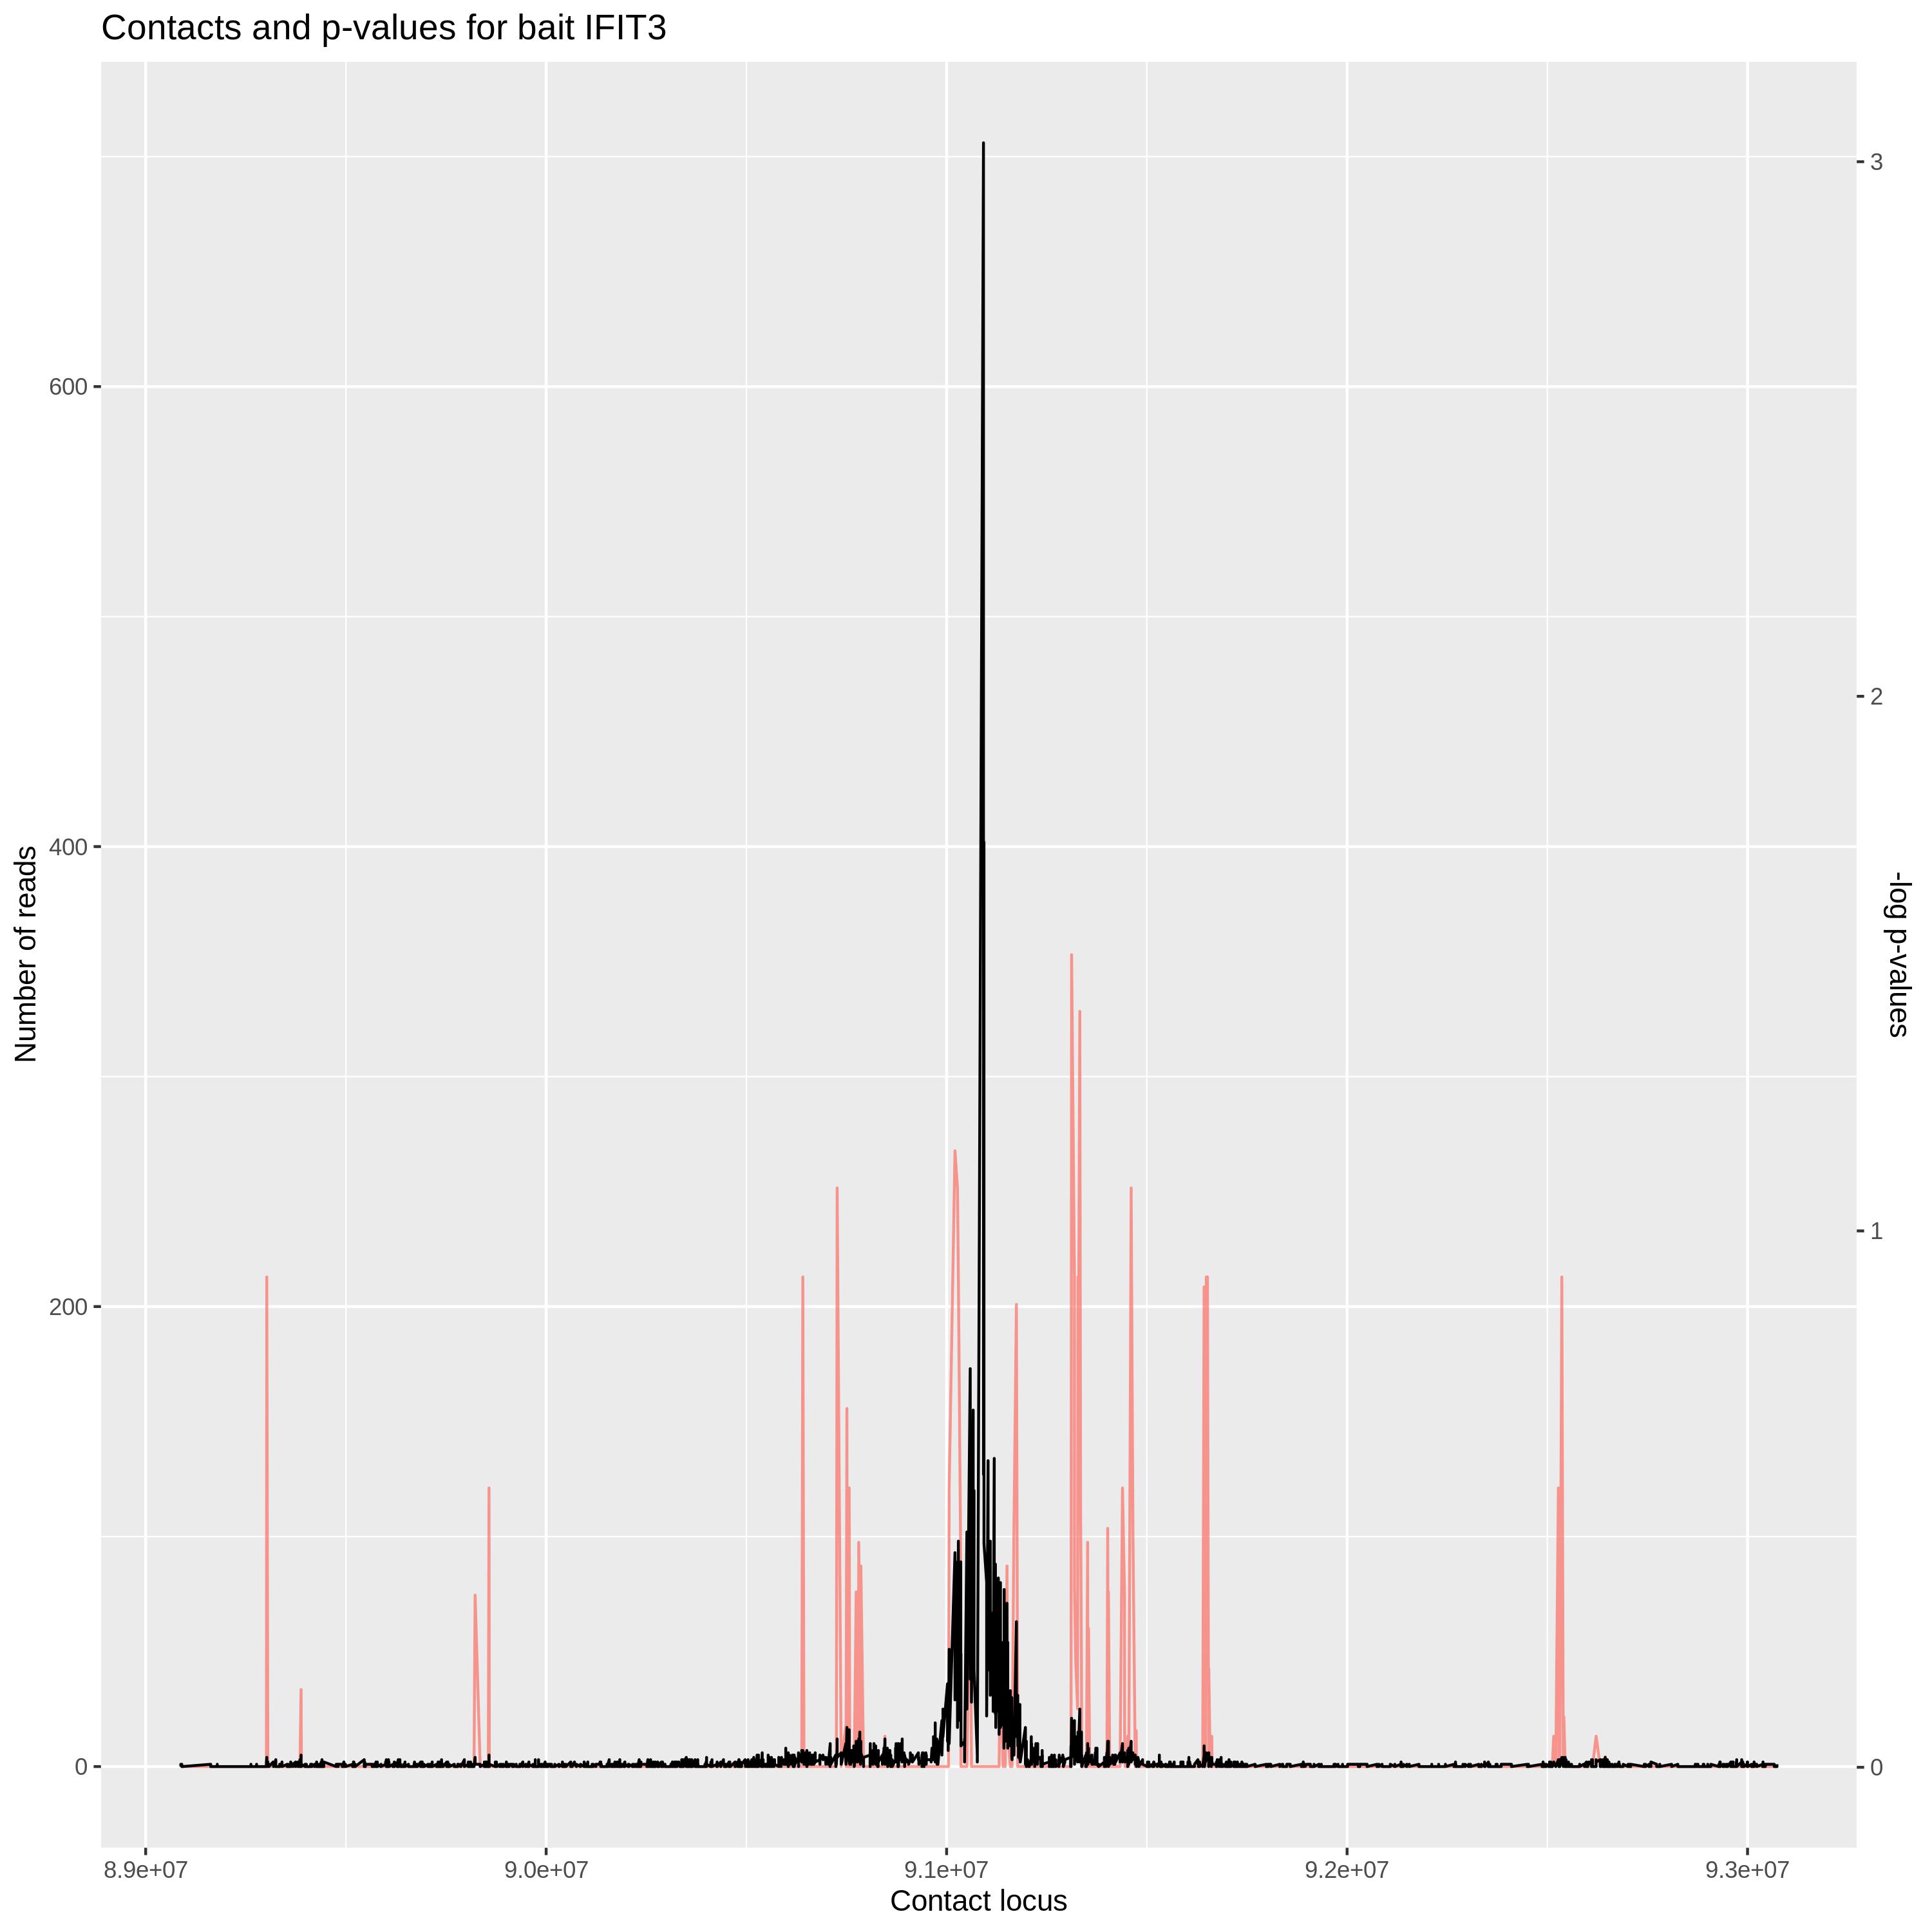 Contacts and p-values for bait IFIT3
Number of reads
600
400
200
0
3
2
1
0
-log p-values
8.9e+07
9.0e+07
9.1e+07
9.2e+07
9.3e+07
Contact locus